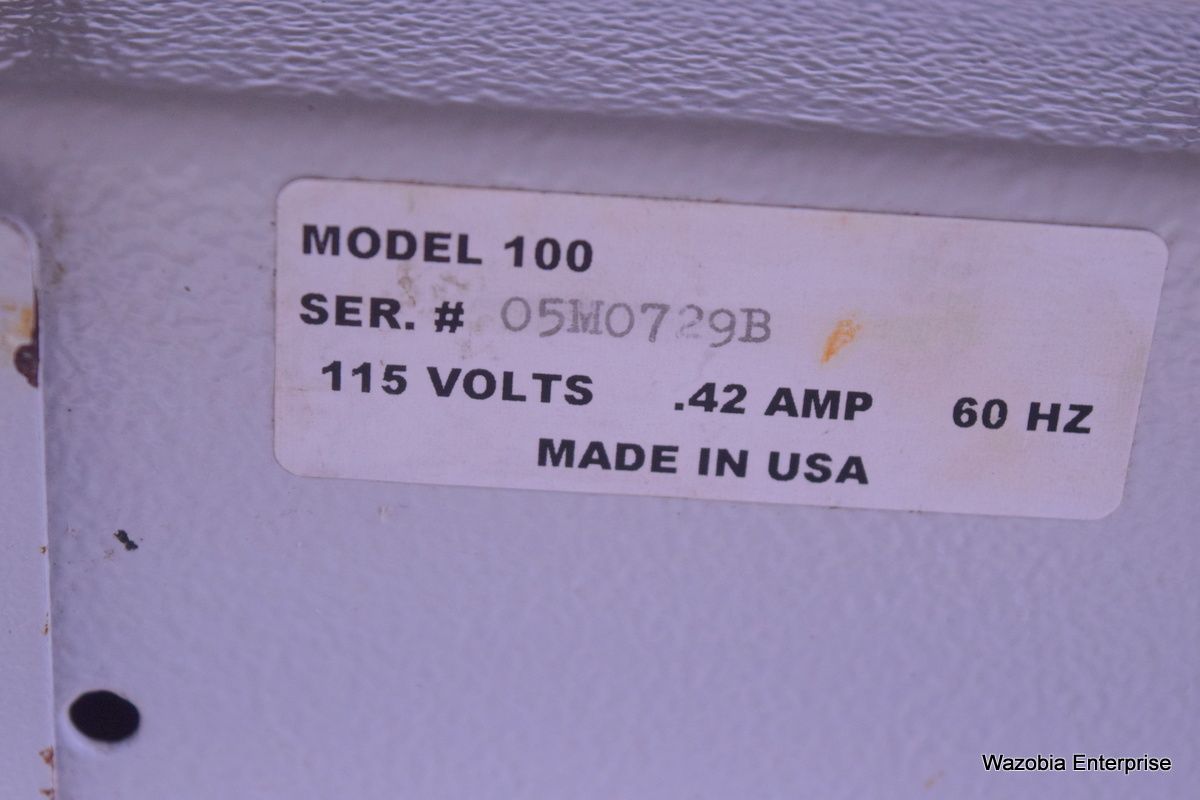 MODEL 100
SER. # 05M0729B
115 VOLTS .42 AMP 60 HZ
MADE IN USA
Wazobia Enterprise